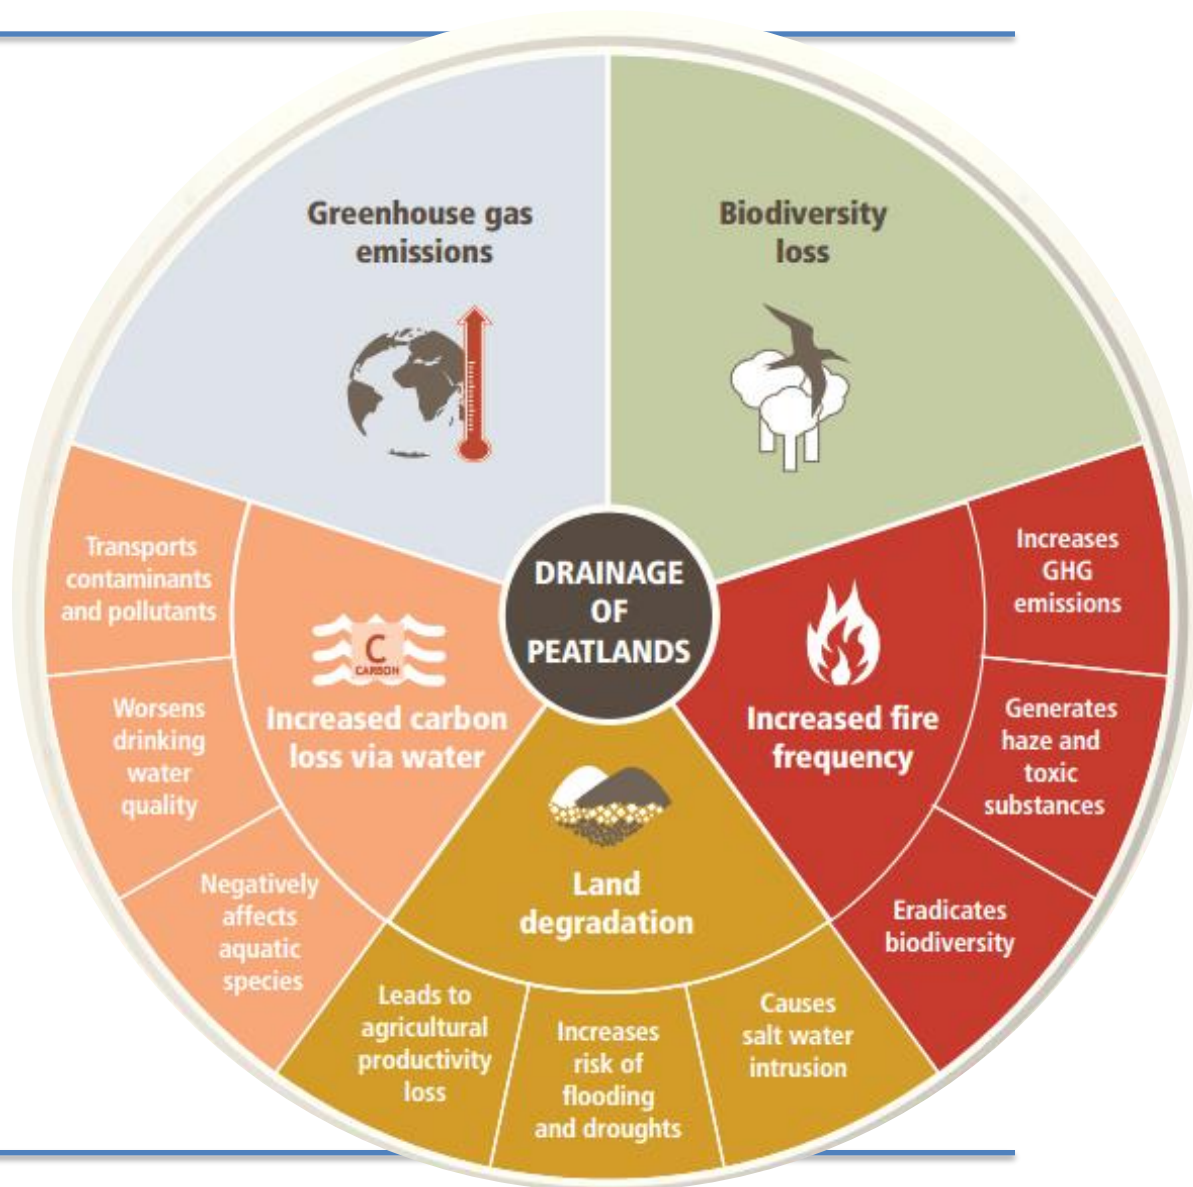 Greenhouse gas
emissions
Biodiversity
loss
DRAINAGE
OF
PEATLANDS
Increases
GHG
emissions
Generates
haze and
toxic
substances
Eradicates
biodiversity
Increased fire
frequency
Land
degradation
Causes
salt water
intrusion
Increases
risk of
flooding
and droughts
Leads to
agricultural
productivity
loss
C
CARBON
Increased carbon
loss via water
Negatively
affects
aquatic
species
Worsens
drinking
water
quality
Transports
contaminants
and pollutants